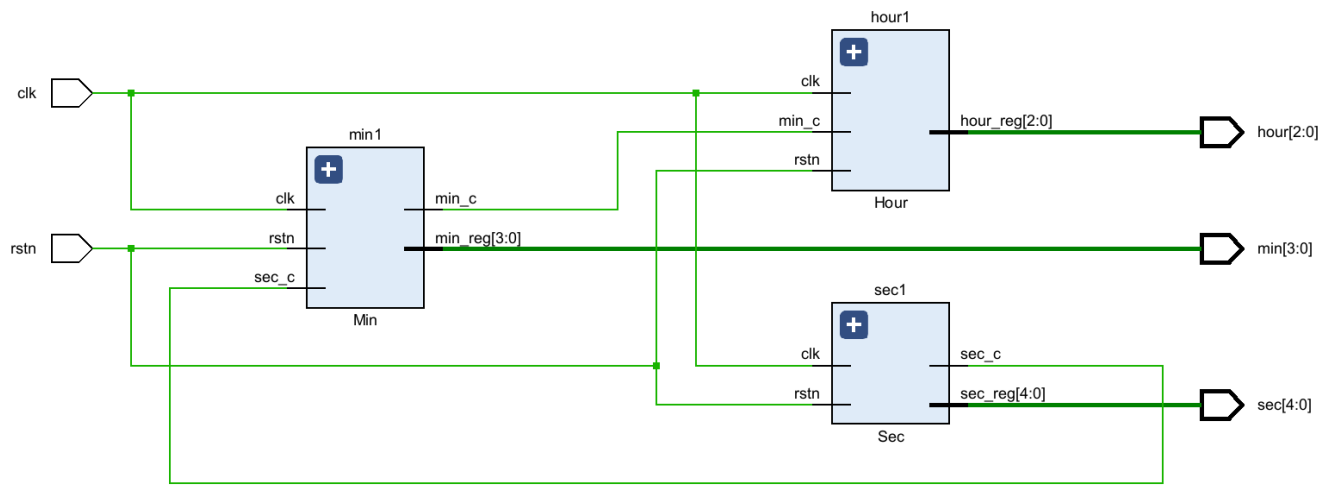 hour1
clk
min_c
rstn
hour_reg[2:0]
Hour
hour[2:0]
clk
rstn
min1
clk
rstn
sec_c
min_c
min_reg[3:0]
Min
min[3:0]
sec1
clk
rstn
sec_c
sec_reg[4:0]
Sec
sec[4:0]